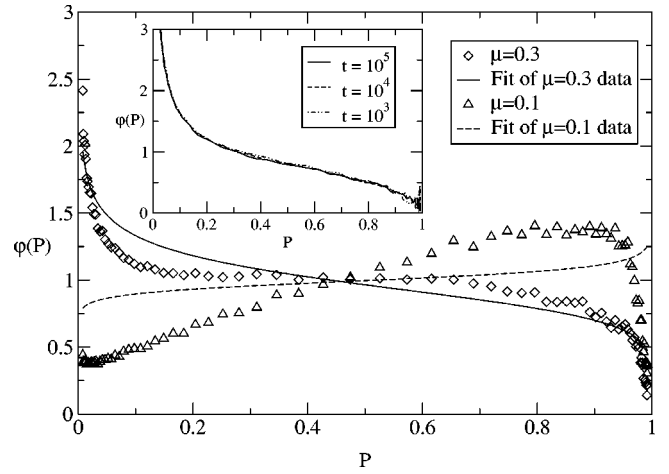 3
2.5
2
1.5
φ(P)
1
0.5
0
0 0.2 0.4 0.6 0.8 1
P
3
2
φ(P)
1
0
0 0.2 0.4 0.6 0.8 1
P
t = 10⁵
t = 10⁴
t = 10³
μ=0.3
Fit of μ=0.3 data
μ=0.1
Fit of μ=0.1 data